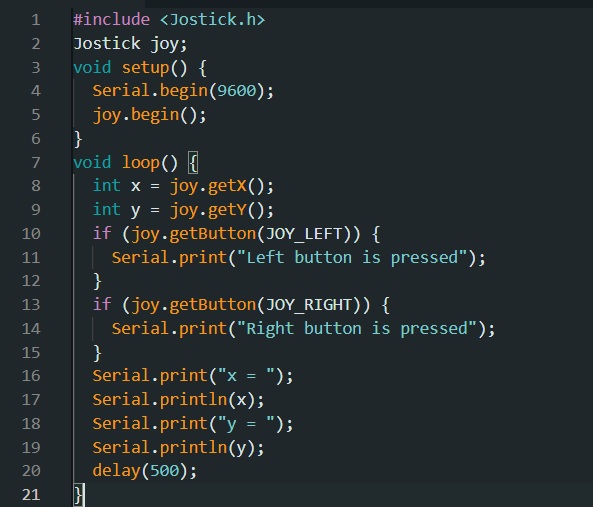 1 #include <Jostick.h>
2 Jostick joy;
3 void setup() {
4   Serial.begin(9600);
5   joy.begin();
6 }
7 void loop() {
8   int x = joy.getX();
9   int y = joy.getY();
10   if (joy.getButton(JOY_LEFT)) {
11     Serial.print("Left button is pressed");
12   }
13   if (joy.getButton(JOY_RIGHT)) {
14     Serial.print("Right button is pressed");
15   }
16   Serial.print("x = ");
17   Serial.println(x);
18   Serial.print("y = ");
19   Serial.println(y);
20   delay(500);
21 }